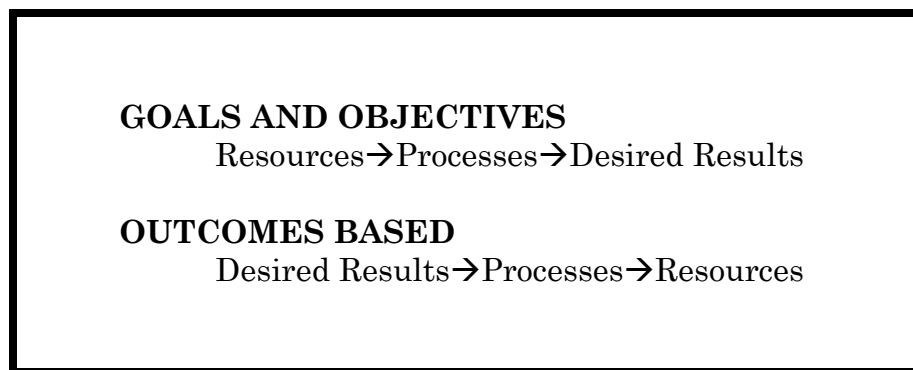 GOALS AND OBJECTIVES
Resources→Processes→Desired Results
OUTCOMES BASED
Desired Results→Processes→Resources